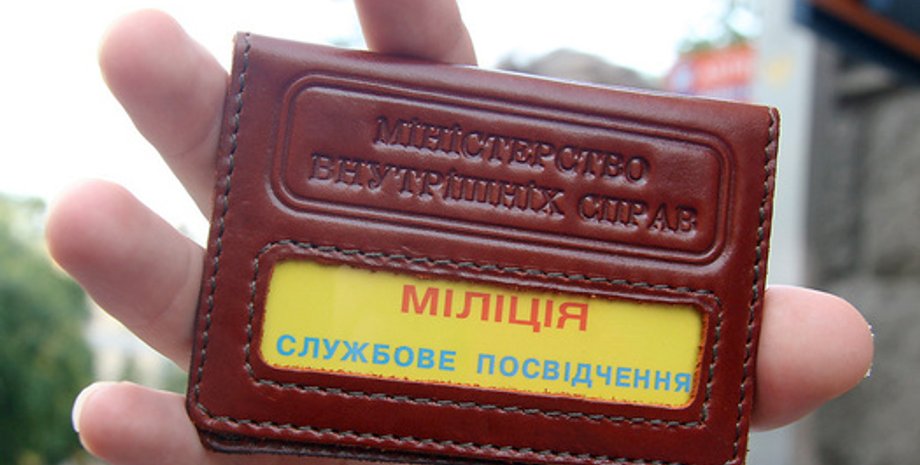 МІНІСТЕРСТВО
ВНУТРІШНІХ СПРАВ
МІЛІЦІЯ
СЛУЖБОВЕ ПОСВІДЧЕННЯ